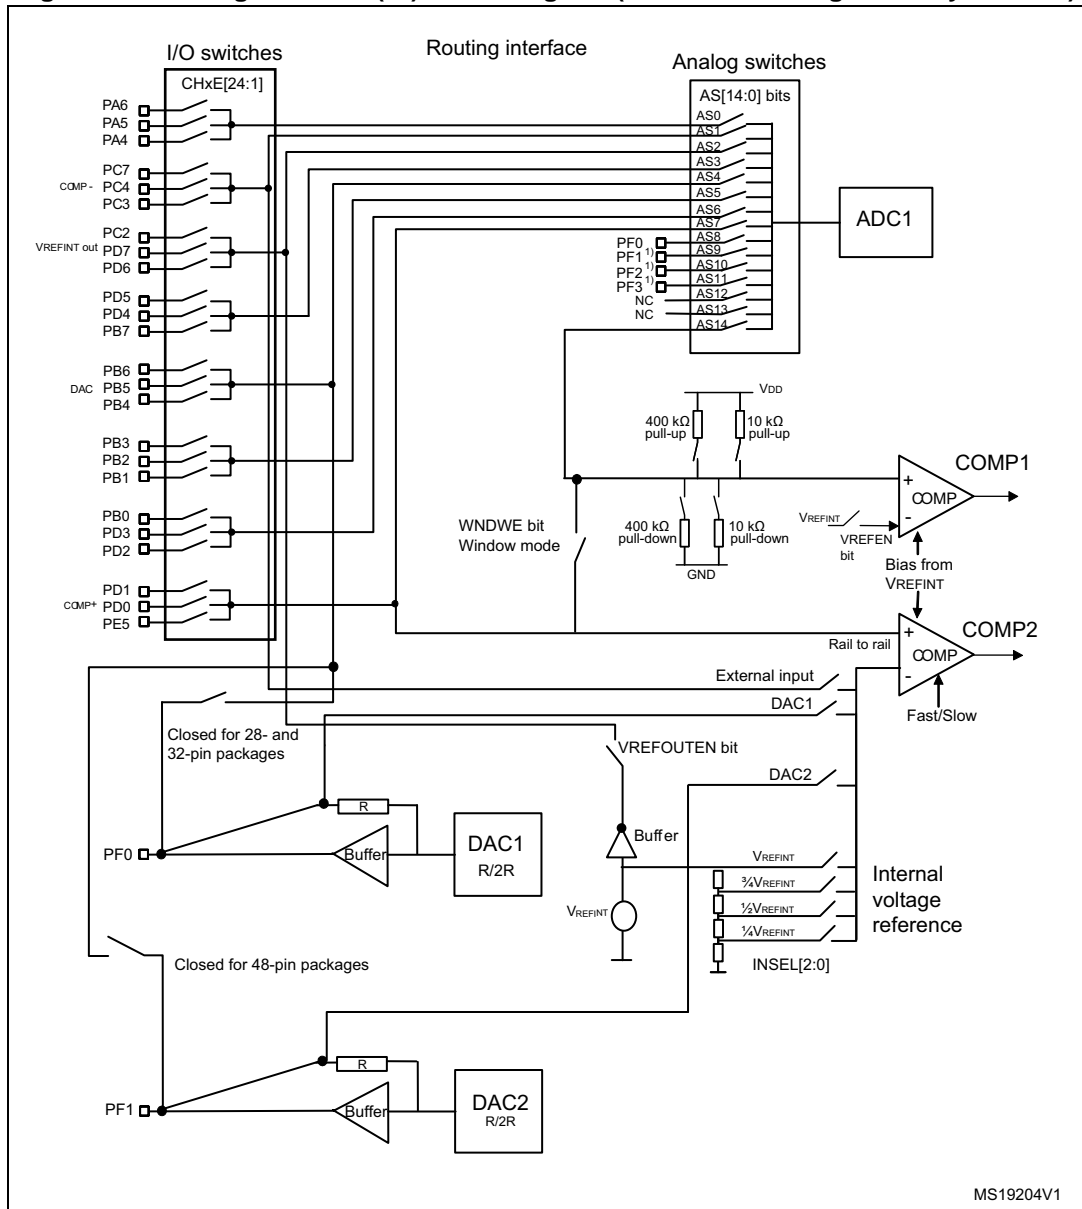 I/O switches
Routing interface
Analog switches
CHxE[24:1]
AS[14:0] bits
PA6
PA5
PA4
PC7
COMP - PC4
PC3
PC2
VREFINT out PD7
PD6
PD5
PD4
PB7
PB6
DAC PB5
PB4
PB3
PB2
PB1
PB0
PD3
PD2
PD1
COMP+ PD0
PE5
AS0
AS1
AS2
AS3
AS4
AS5
AS6
AS7
AS8
AS9
AS10
AS11
AS12
AS13
AS14
PF0
PF1 1)
PF2 1)
PF3 1)
NC
NC
ADC1
VDD
400 kΩ
pull-up
10 kΩ
pull-up
400 kΩ
pull-down
10 kΩ
pull-down
GND
WNDWE bit
Window mode
COMP1
+
COMP
-
VREFINT
VREFEN
bit
Bias from
VREFINT
COMP2
+
COMP
-
Rail to rail
Fast/Slow
External input
DAC1
DAC2
Closed for 28- and
32-pin packages
VREFOUTEN bit
R
PF0
Buffer
DAC1
R/2R
Buffer
VREFINT
VREFINT
¾VREFINT
½VREFINT
¼VREFINT
INSEL[2:0]
Internal
voltage
reference
Closed for 48-pin packages
R
PF1
Buffer
DAC2
R/2R
MS19204V1